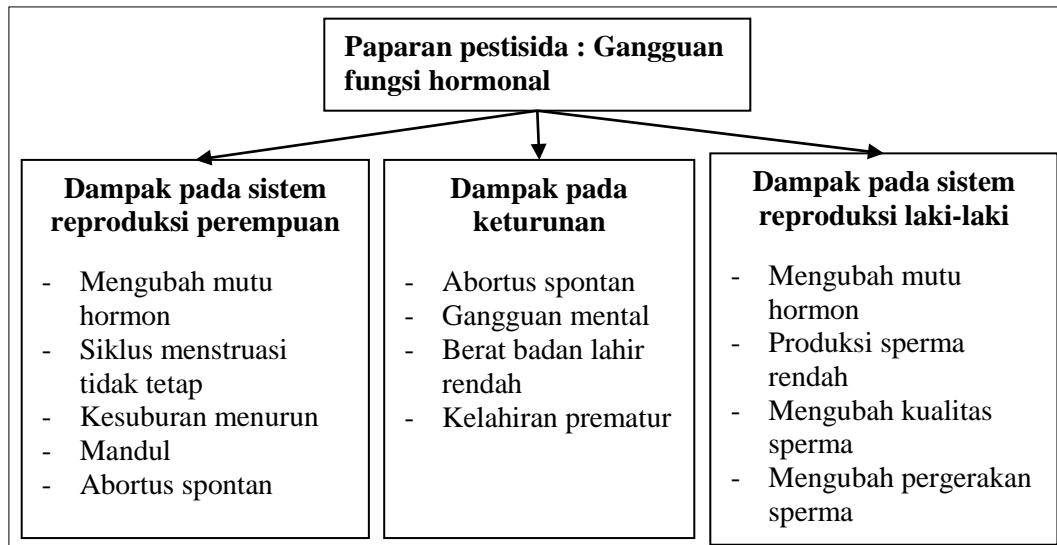 Paparan pestisida : Gangguan
fungsi hormonal
Dampak pada sistem
reproduksi perempuan
- Mengubah mutu
hormon
- Siklus menstruasi
tidak tetap
- Kesuburan menurun
- Mandul
- Abortus spontan
Dampak pada
keturunan
- Abortus spontan
- Gangguan mental
- Berat badan lahir
rendah
- Kelahiran prematur
Dampak pada sistem
reproduksi laki-laki
- Mengubah mutu
hormon
- Produksi sperma
rendah
- Mengubah kualitas
sperma
- Mengubah pergerakan
sperma